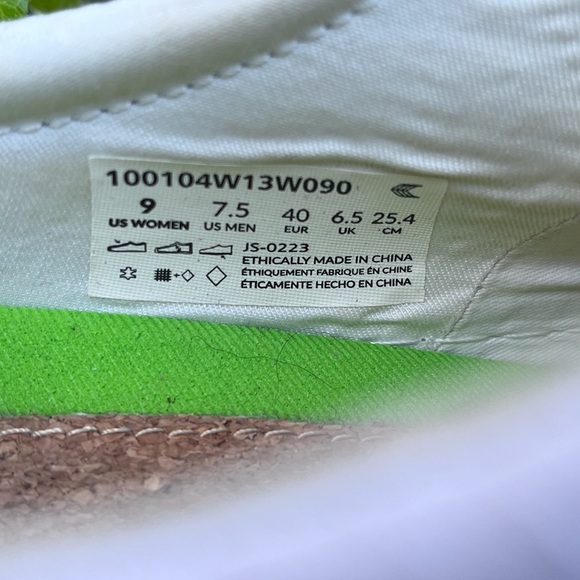 100104W13W090
9 7.5 40 6.5 25.4
US WOMEN US MEN EUR UK CM
JS-0223
ETHICALLY MADE IN CHINA
ÉTHIQUEMENT FABRIQUÉ EN CHINE
ÉTICAMENTE HECHO EN CHINA